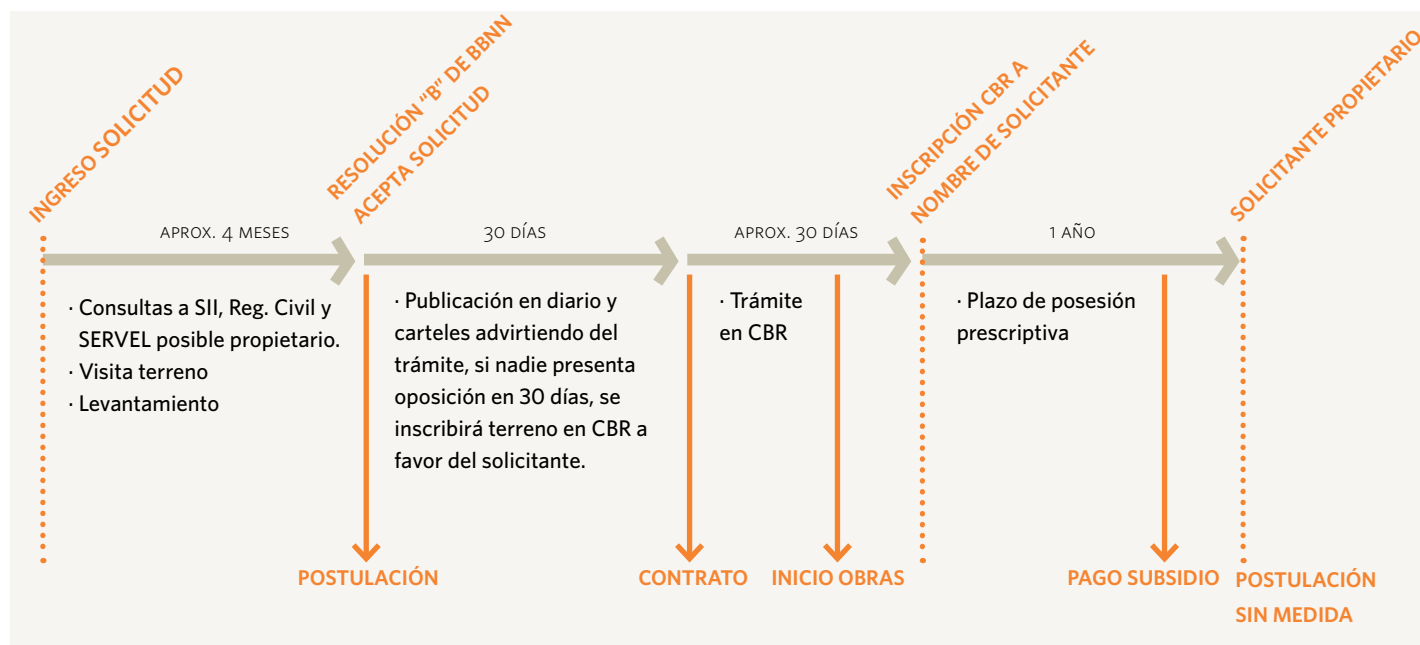 INGRESO SOLICITUD
RESOLUCIÓN “B” DE BBNN
ACEPTA SOLICITUD
INSCRIPCIÓN CBR A
NOMBRE DE SOLICITANTE
SOLICITANTE PROPIETARIO
APROX. 4 MESES
30 DÍAS
APROX. 30 DÍAS
1 AÑO
· Consultas a SII, Reg. Civil y
SERVEL posible propietario.
· Visita terreno
· Levantamiento
· Publicación en diario y
carteles advirtiendo del
trámite, si nadie presenta
oposición en 30 días, se
inscribirá terreno en CBR a
favor del solicitante.
· Trámite
en CBR
· Plazo de posesión
prescriptiva
POSTULACIÓN
CONTRATO
INICIO OBRAS
PAGO SUBSIDIO
POSTULACIÓN
SIN MEDIDA